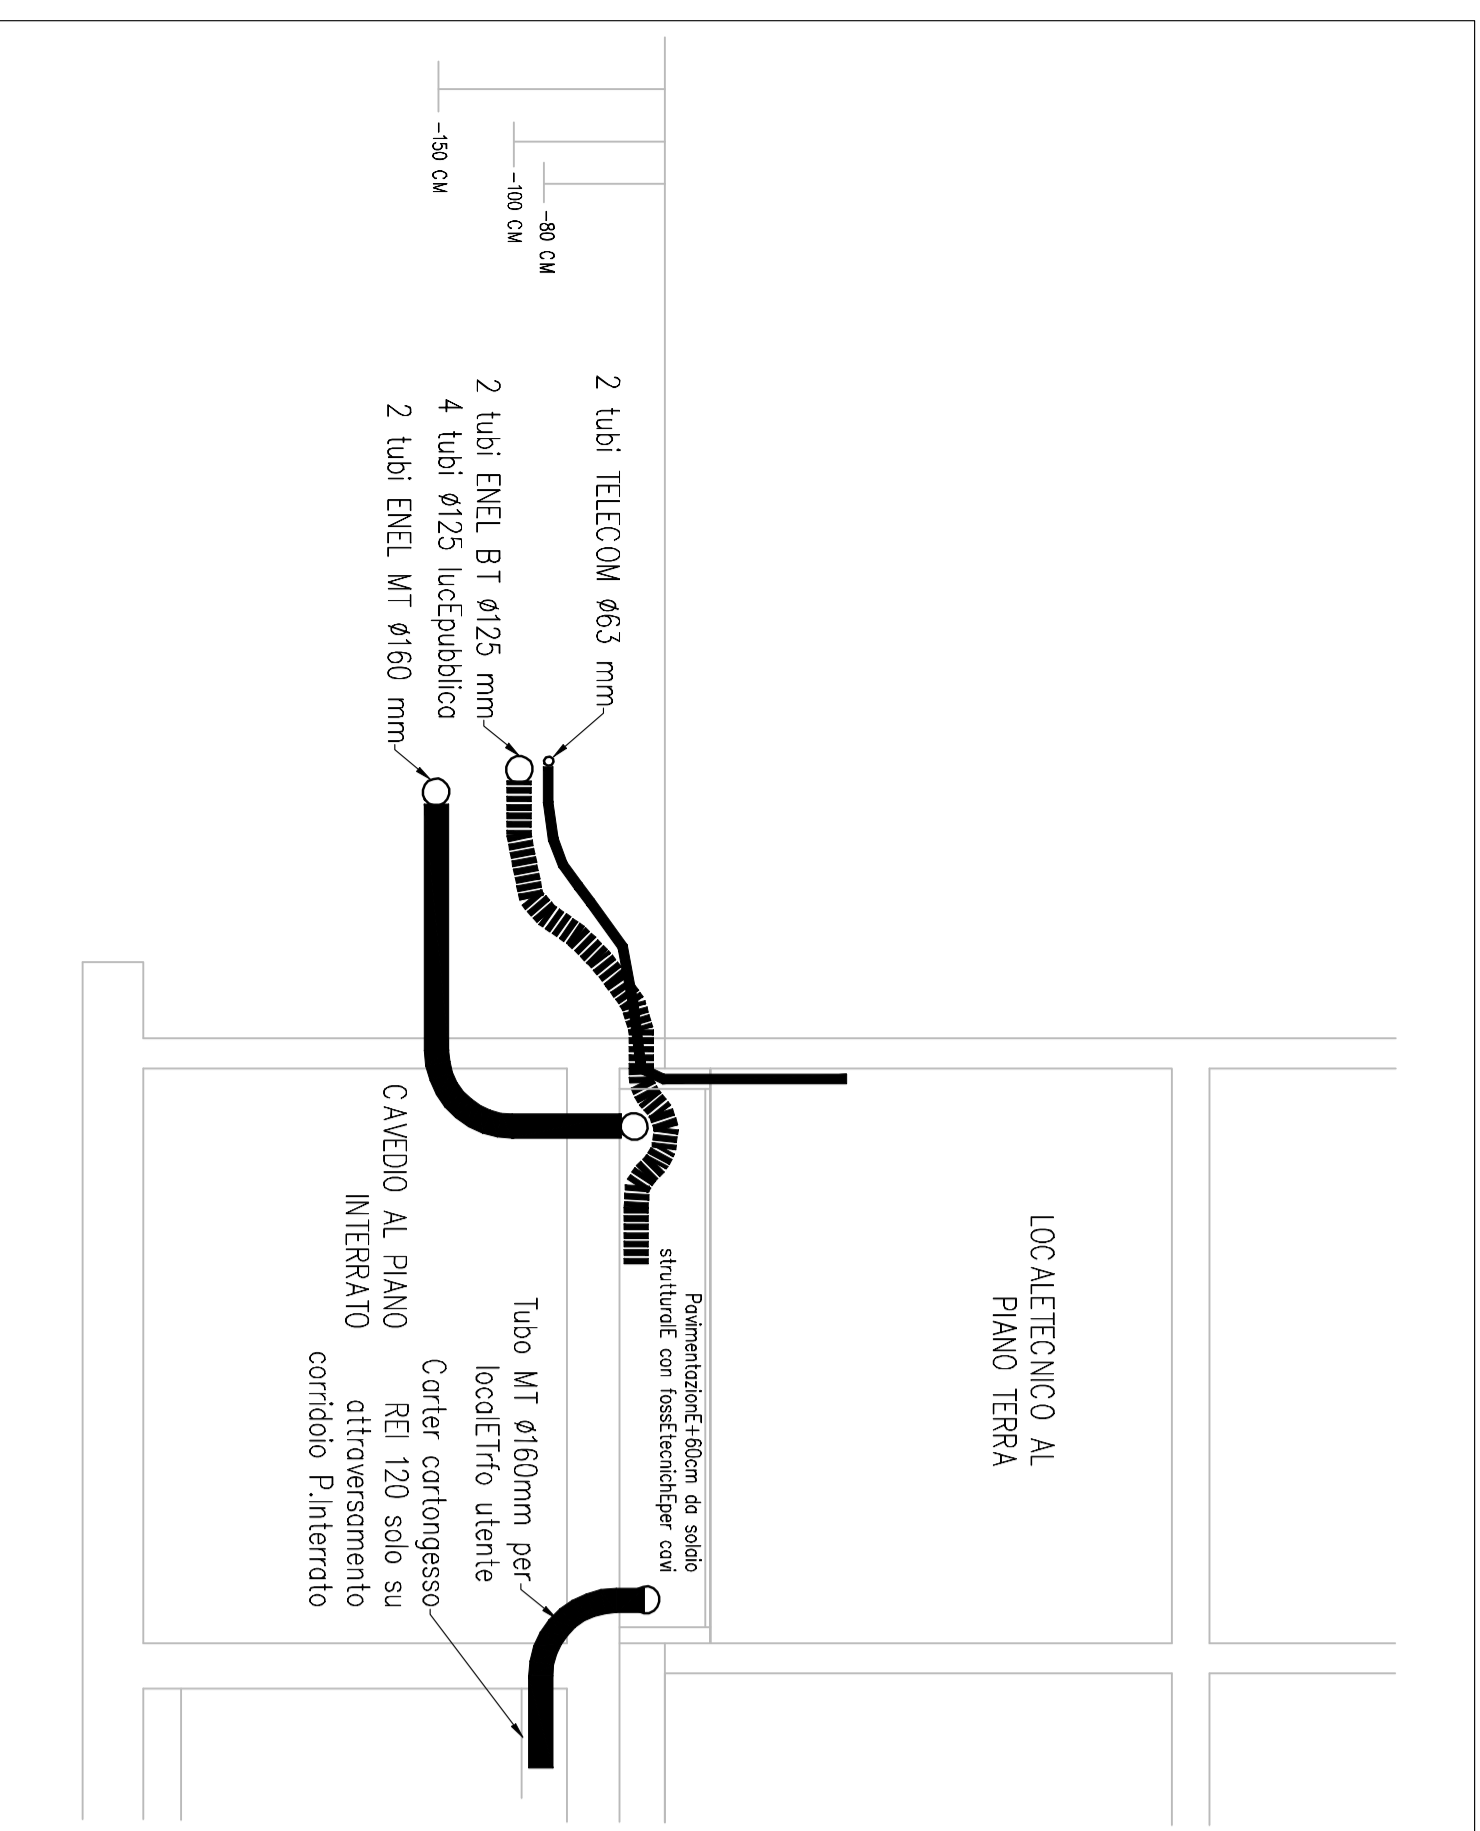 -150 CM
-100 CM
-80 CM
2 tubi TELECOM ø63 mm
2 tubi ENEL BT ø125 mm
4 tubi ø125 lucEpubblica
2 tubi ENEL MT ø160 mm
LOCALETECNICO AL
PIANO TERRA
PavimentazionE+60cm da solaio
strutturalE con fossEtecnichEper cavi
Tubo MT ø160mm per
localETrfo utente
CAVEDIO AL PIANO
INTERRATO
Carter cartongesso
REI 120 solo su
attraversamento
corridoio P.Interrato